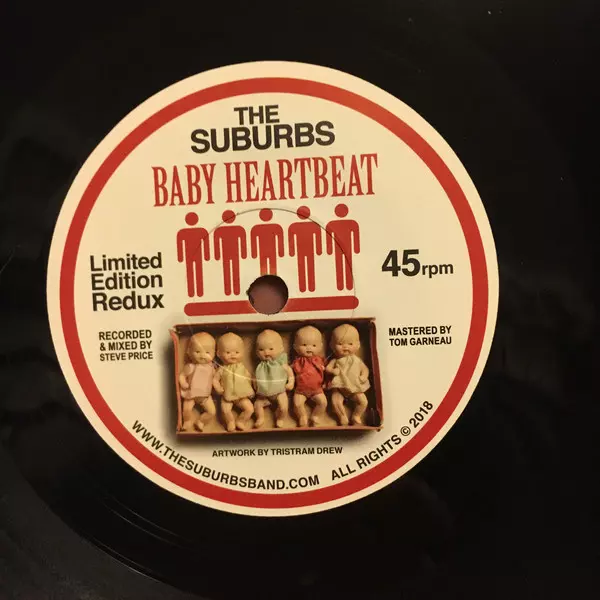 THE
SUBURBS
BABY HEARTBEAT
Limited
Edition
Redux
45rpm
RECORDED
& MIXED BY
STEVE PRICE
MASTERED BY
TOM GARNEAU
ARTWORK BY TRISTRAM DREW
WWW.THESUBURBSBAND.COM ALL RIGHTS © 2018